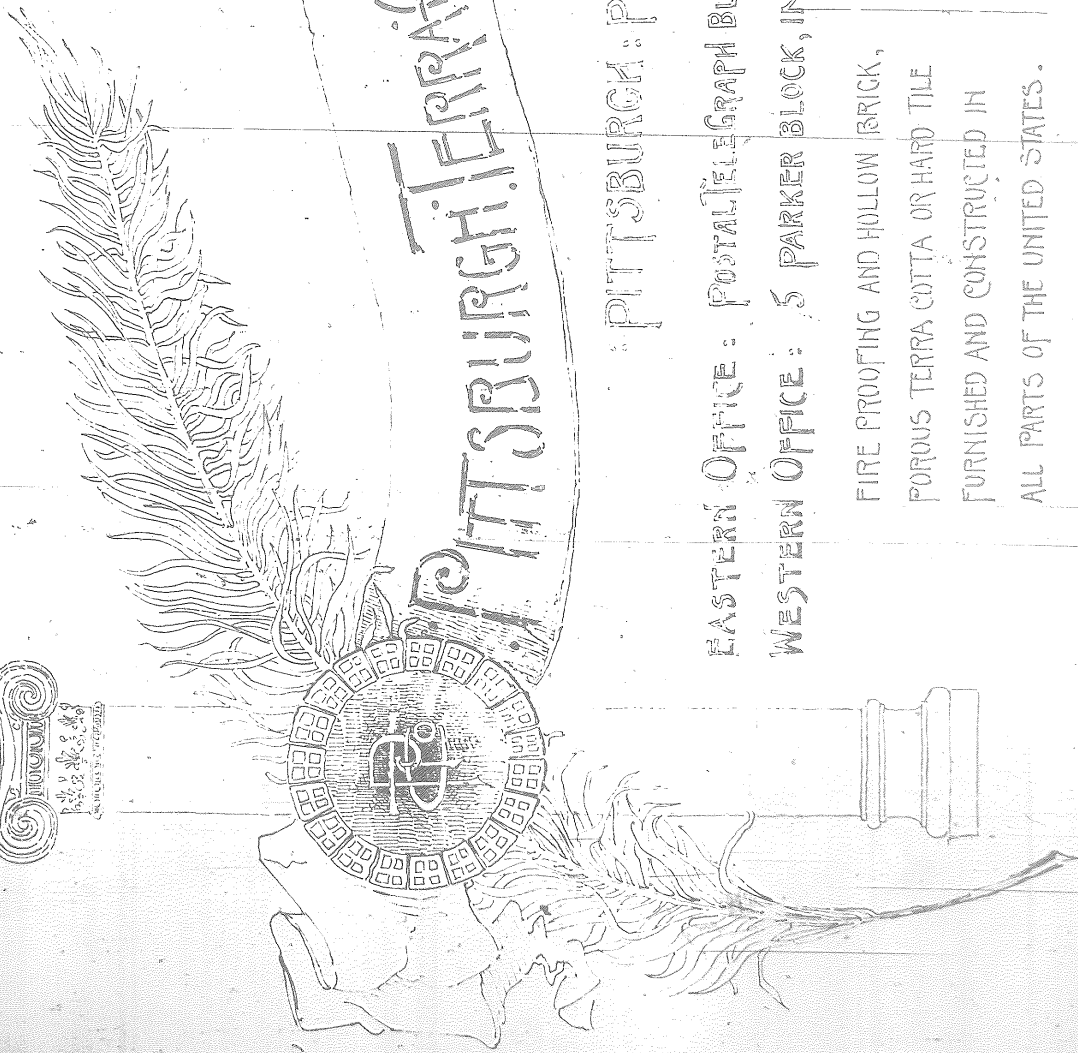 PITTSBURGH. TERRA
PITTSBURGH : P
EASTERN OFFICE : POSTAL TELEGRAPH BU
WESTERN OFFICE : 5 PARKER BLOCK, IN
FIRE PROOFING AND HOLLOW BRICK,
POROUS TERRA COTTA OR HARD TILE
FURNISHED AND CONSTRUCTED IN
ALL PARTS OF THE UNITED STATES.